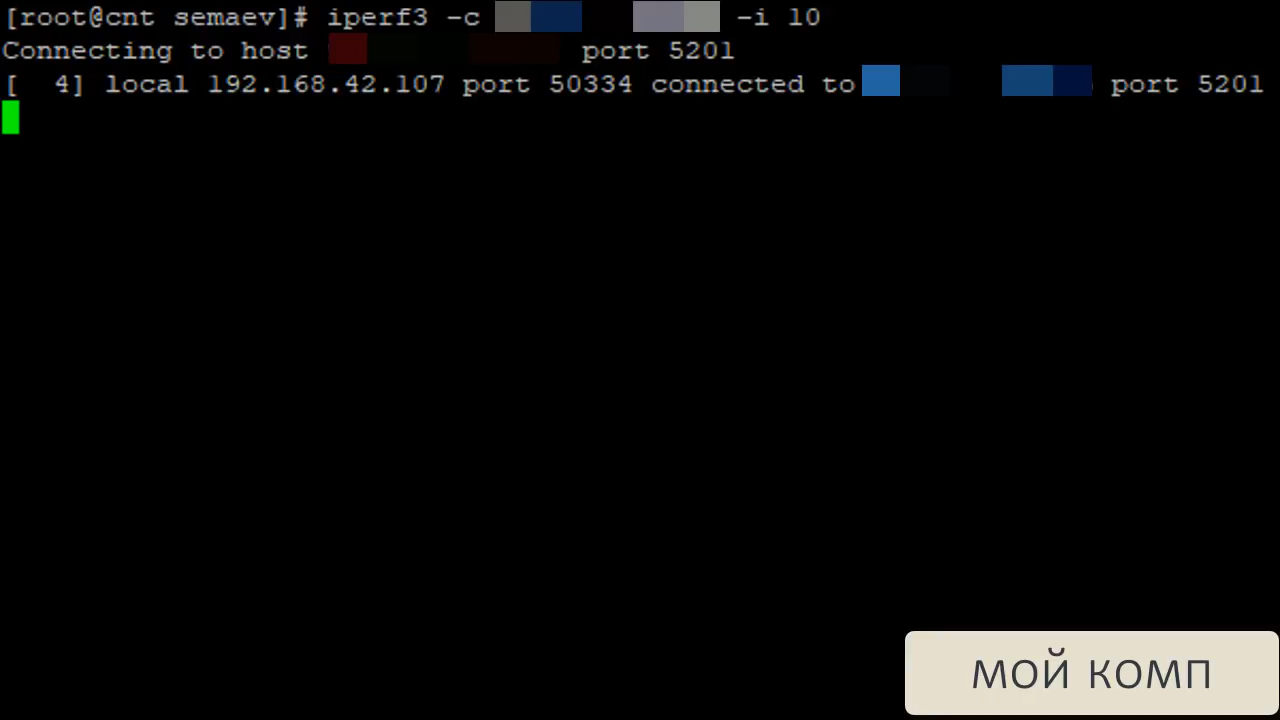 [root@cnt semaev]# iperf3 -c -i 10
Connecting to host port 5201
[  4] local 192.168.42.107 port 50334 connected to port 5201
МОЙ КОМП